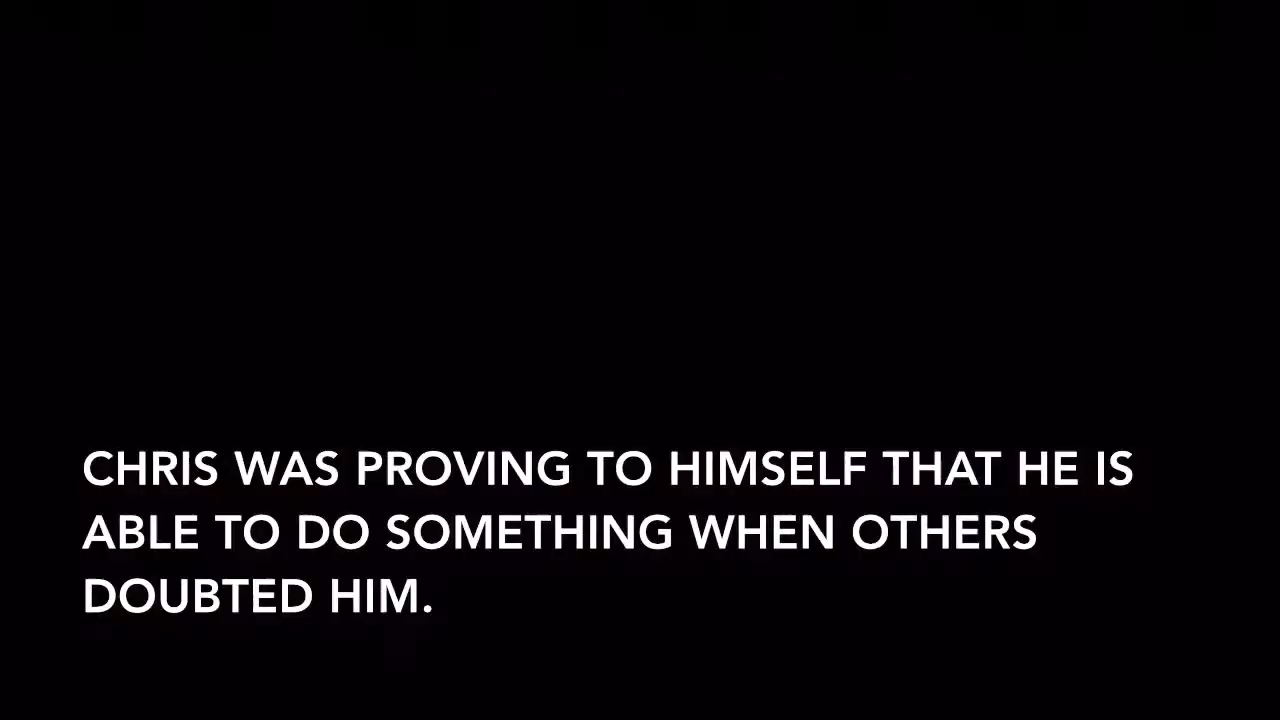 CHRIS WAS PROVING TO HIMSELF THAT HE IS
ABLE TO DO SOMETHING WHEN OTHERS
DOUBTED HIM.